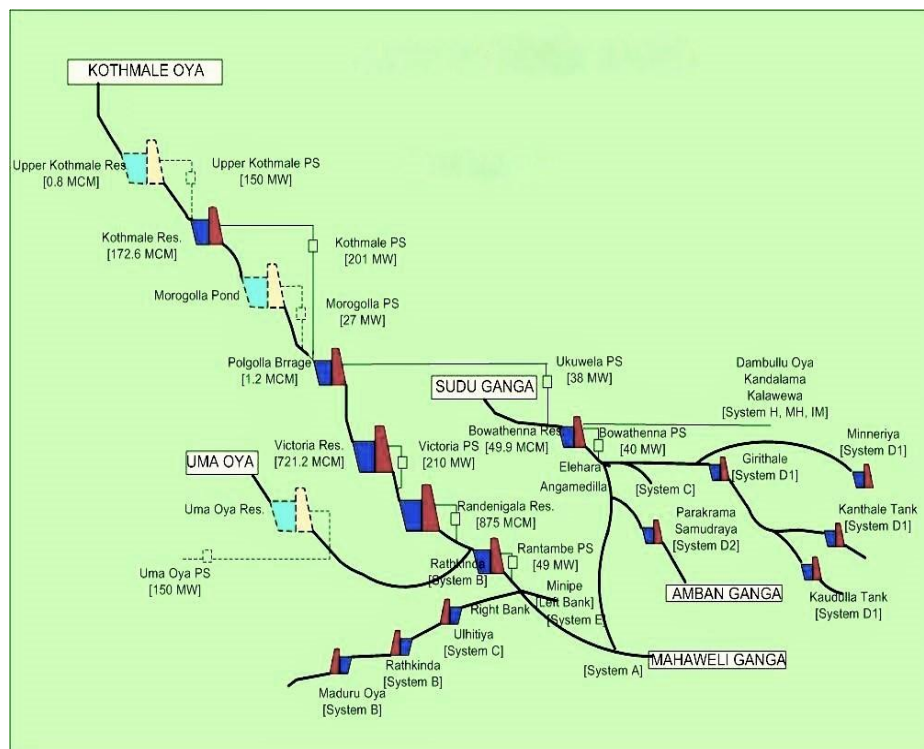 KOTHMALE OYA
Upper Kothmale Res
[0.8 MCM]
Upper Kothmale PS
[150 MW]
Kothmale Res.
[172.6 MCM]
Kothmale PS
[201 MW]
Morogolla Pond
Morogolla PS
[27 MW]
Polgolla Brrage
[1.2 MCM]
Ukuwela PS
[38 MW]
Dambullu Oya
Kandalama
Kalawewa
[System H, MH, IM]
SUDU GANGA
Bowathenna Res.
[49.9 MCM]
Bowathenna PS
[40 MW]
Minneriya
[System D1]
Victoria Res.
[721.2 MCM]
Victoria PS
[210 MW]
Elehara
Angamedilla
Girithale
[System D1]
[System C]
UMA OYA
Uma Oya Res.
Randenigala Res.
[875 MCM]
Parakrama
Samudraya
[System D2]
Kanthale Tank
[System D1]
Rantambe PS
[49 MW]
Rathkinda
[System B]
Uma Oya PS
[150 MW]
Minipe
[Left Bank]
[System E]
AMBAN GANGA
Kaudulla Tank
[System D1]
Right Bank
Ulhitiya
[System C]
Rathkinda
[System B]
Maduru Oya
[System B]
[System A]
MAHAWELI GANGA